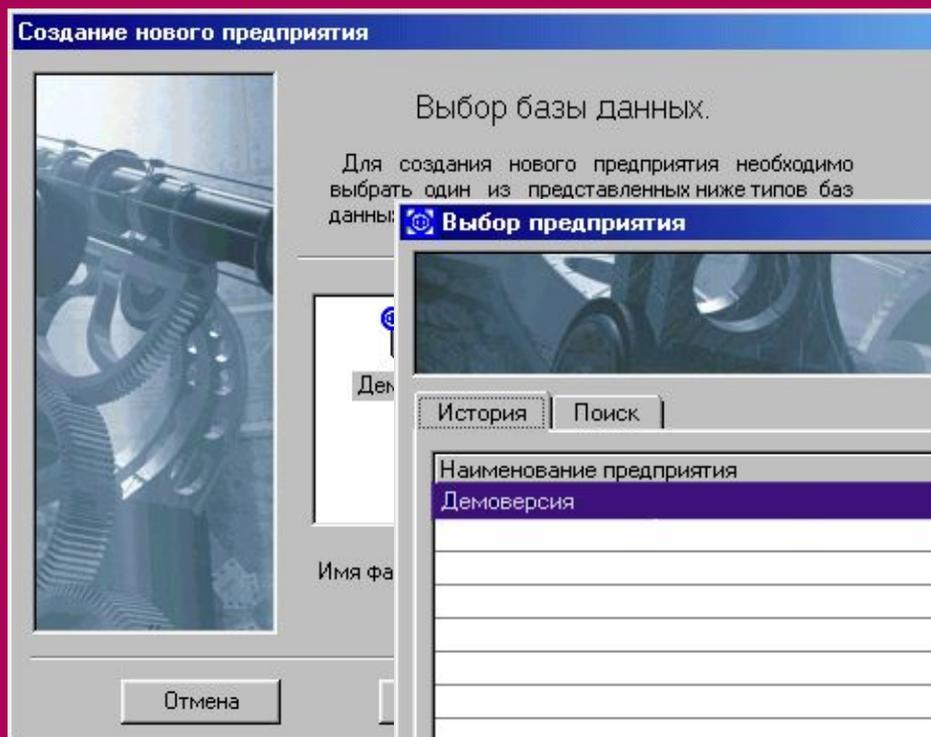 Создание нового предприятия
Выбор базы данных.
Для создания нового предприятия необходимо
выбрать один из представленных ниже типов баз
Выбор предприятия
История Поиск
Наименование предприятия
Демоверсия
Имя
Отмена